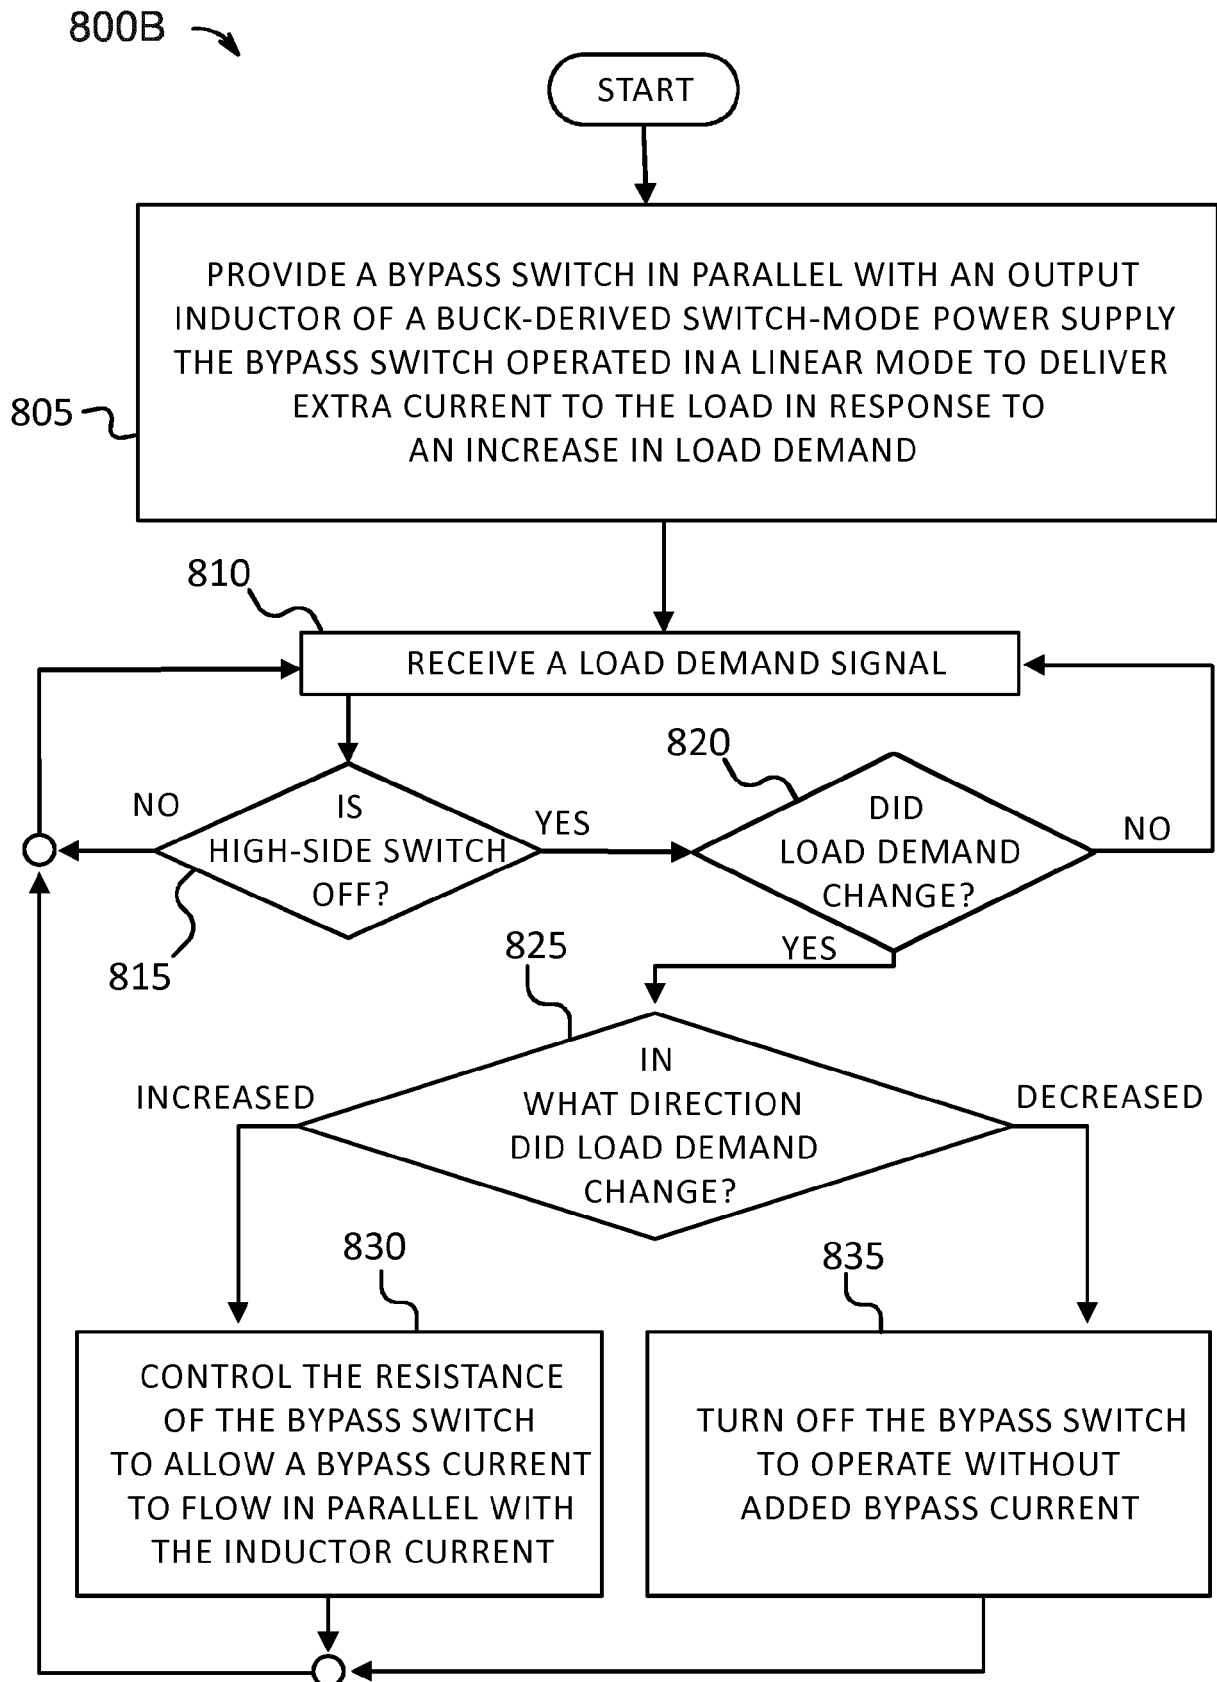 800B
START
PROVIDE A BYPASS SWITCH IN PARALLEL WITH AN OUTPUT
INDUCTOR OF A BUCK-DERIVED SWITCH-MODE POWER SUPPLY
THE BYPASS SWITCH OPERATED IN A LINEAR MODE TO DELIVER
EXTRA CURRENT TO THE LOAD IN RESPONSE TO
AN INCREASE IN LOAD DEMAND
805
810
RECEIVE A LOAD DEMAND SIGNAL
820
NO
IS
HIGH-SIDE SWITCH
OFF?
YES
DID
LOAD DEMAND
CHANGE?
NO
815
YES
825
INCREASED
IN
WHAT DIRECTION
DID LOAD DEMAND
CHANGE?
DECREASED
830
835
CONTROL THE RESISTANCE
OF THE BYPASS SWITCH
TO ALLOW A BYPASS CURRENT
TO FLOW IN PARALLEL WITH
THE INDUCTOR CURRENT
TURN OFF THE BYPASS SWITCH
TO OPERATE WITHOUT
ADDED BYPASS CURRENT